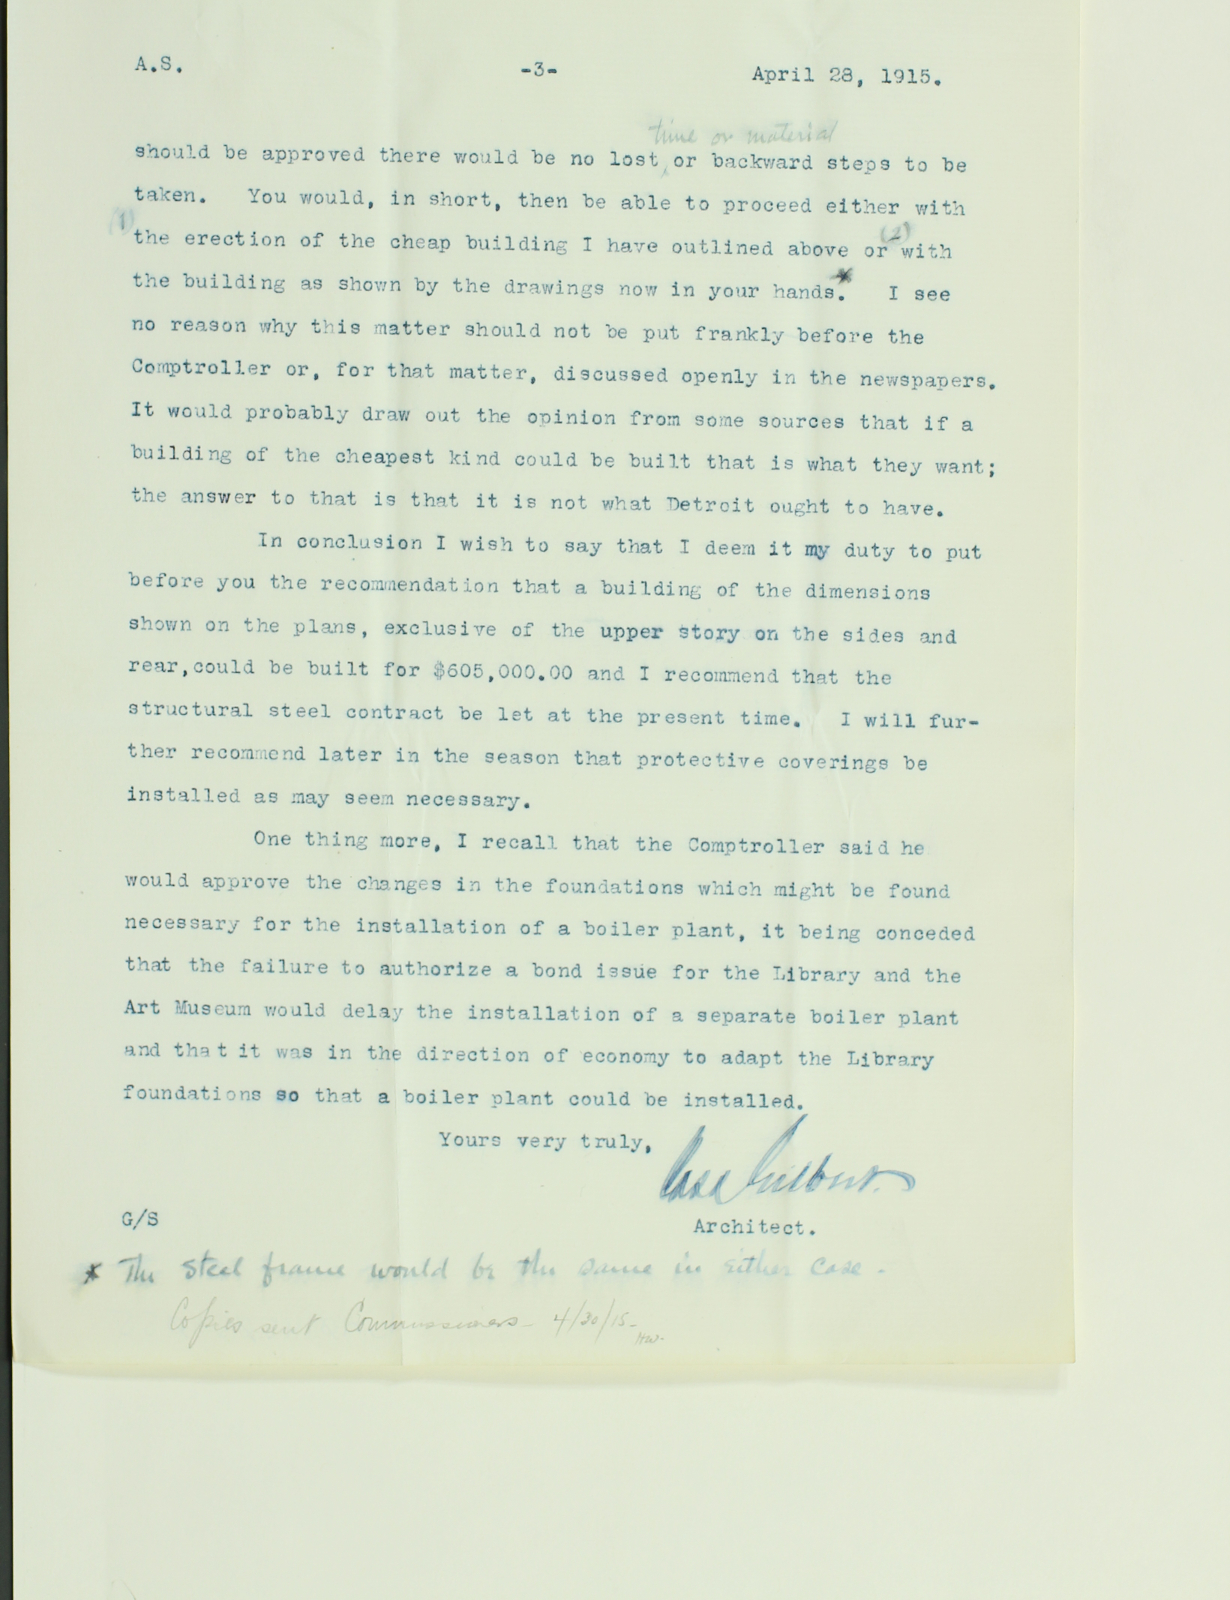 A.S. -3- April 28, 1915.
time or material
should be approved there would be no lost, or backward steps to be
taken. You would, in short, then be able to proceed either with
(1) the erection of the cheap building I have outlined above or (2) with
the building as shown by the drawings now in your hands.* I see
no reason why this matter should not be put frankly before the
Comptroller or, for that matter, discussed openly in the newspapers.
It would probably draw out the opinion from some sources that if a
building of the cheapest kind could be built that is what they want;
the answer to that is that it is not what Detroit ought to have.
In conclusion I wish to say that I deem it my duty to put
before you the recommendation that a building of the dimensions
shown on the plans, exclusive of the upper story on the sides and
rear,could be built for $605,000.00 and I recommend that the
structural steel contract be let at the present time. I will fur-
ther recommend later in the season that protective coverings be
installed as may seem necessary.
One thing more, I recall that the Comptroller said he
would approve the changes in the foundations which might be found
necessary for the installation of a boiler plant, it being conceded
that the failure to authorize a bond issue for the Library and the
Art Museum would delay the installation of a separate boiler plant
and that it was in the direction of economy to adapt the Library
foundations so that a boiler plant could be installed.
Yours very truly,
Cass Gilbert.
G/S Architect.
* The steel frame would be the same in either case.
Copies sent Commissioners - 4/30/15-
HW.